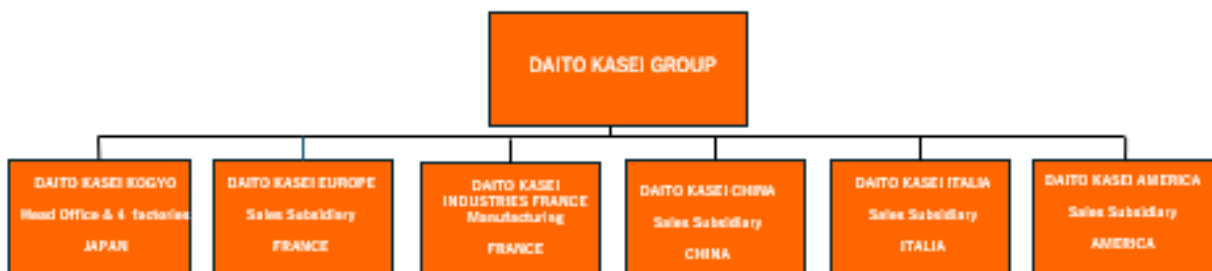 DAITO KASEI GROUP
DAITO KASEI KOGYO
Head Office & 4 factories
JAPAN
DAITO KASEI EUROPE
Sales Subsidiary
FRANCE
DAITO KASEI
INDUSTRIES FRANCE
Manufacturing
FRANCE
DAITO KASEI CHINA
Sales Subsidiary
CHINA
DAITO KASEI ITALIA
Sales Subsidiary
ITALIA
DAITO KASEI AMERICA
Sales Subsidiary
AMERICA